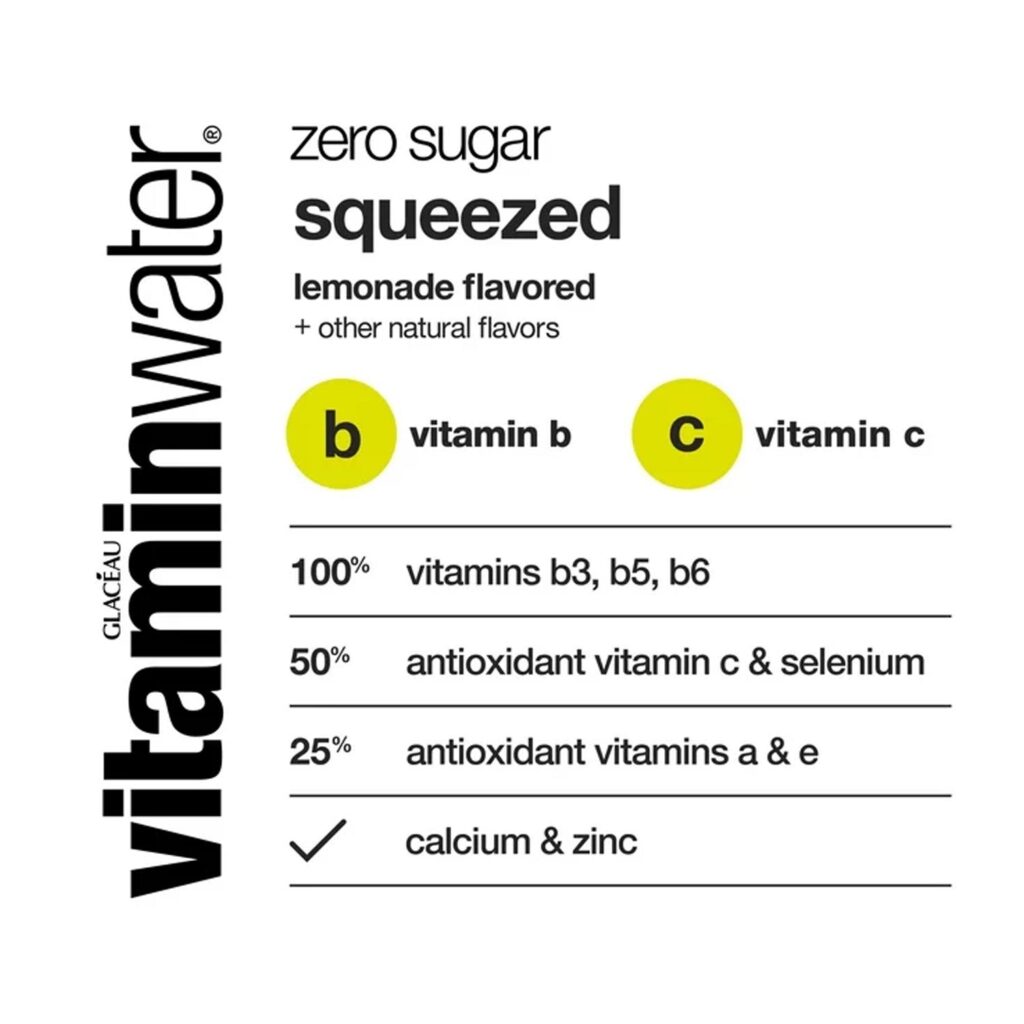 GLACÉAU
vitaminwater®
zero sugar
squeezed
lemonade flavored
+ other natural flavors
b vitamin b
c vitamin c
100% vitamins b3, b5, b6
50% antioxidant vitamin c & selenium
25% antioxidant vitamins a & e
✓ calcium & zinc